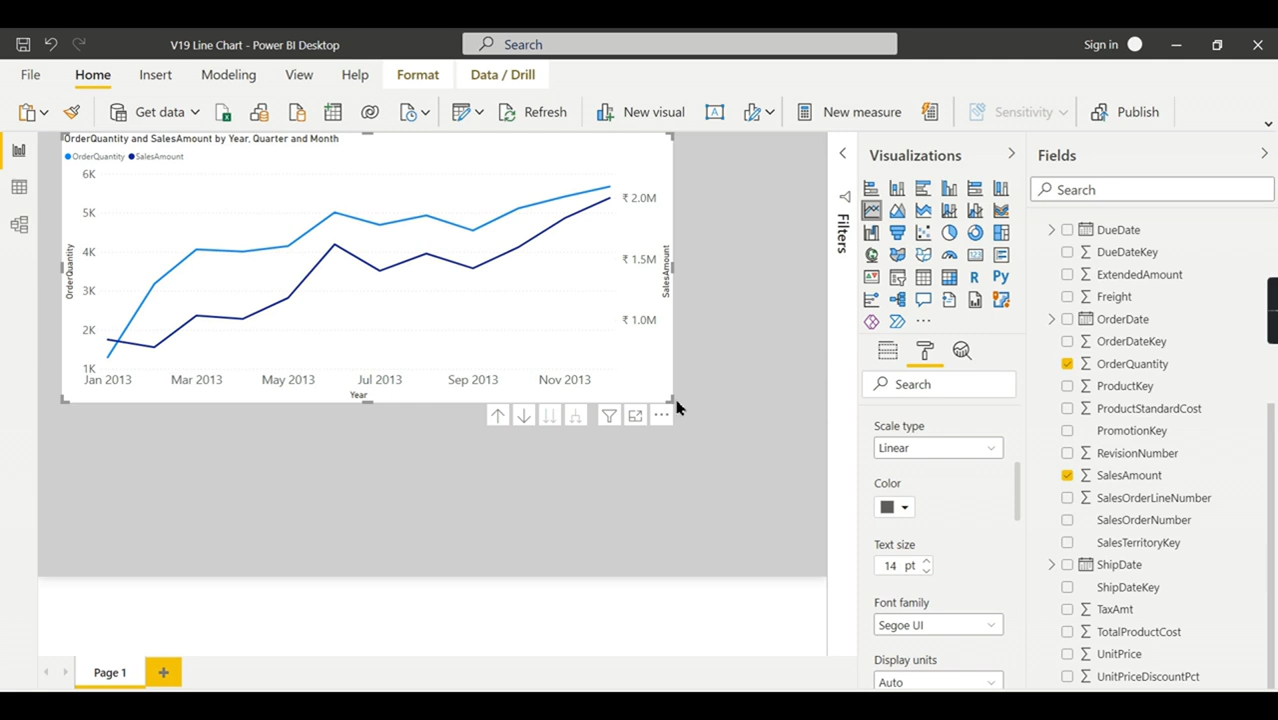 V19 Line Chart - Power BI Desktop
Search
Sign in
File
Home
Insert
Modeling
View
Help
Format
Data / Drill
Get data
Refresh
New visual
New measure
Sensitivity
Publish
OrderQuantity and SalesAmount by Year, Quarter and Month
OrderQuantity
SalesAmount
6K
5K
4K
3K
2K
1K
OrderQuantity
₹ 2.0M
₹ 1.5M
₹ 1.0M
SalesAmount
Jan 2013
Mar 2013
May 2013
Jul 2013
Sep 2013
Nov 2013
Year
Page 1
Filters
Visualizations
R
Py
Search
Scale type
Linear
Color
Text size
14 pt
Font family
Segoe UI
Display units
Auto
Fields
Search
DueDate
DueDateKey
ExtendedAmount
Freight
OrderDate
OrderDateKey
OrderQuantity
ProductKey
ProductStandardCost
PromotionKey
RevisionNumber
SalesAmount
SalesOrderLineNumber
SalesOrderNumber
SalesTerritoryKey
ShipDate
ShipDateKey
TaxAmt
TotalProductCost
UnitPrice
UnitPriceDiscountPct